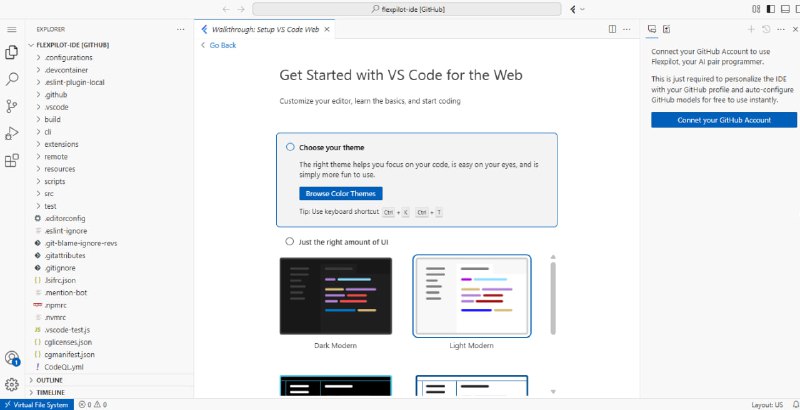 flexpilot-ide [GitHub]
EXPLORER
FLEXPILOT-IDE [GITHUB]
.configurations
.devcontainer
.eslint-plugin-local
.github
.vscode
build
cli
extensions
remote
resources
scripts
src
test
.editorconfig
.eslint-ignore
.git-blame-ignore-revs
.gitattributes
.gitignore
.lsifrc.json
.mention-bot
.npmrc
.nvmrc
.vscode-test.js
cglicenses.json
cgmanifest.json
CodeQL.yml
OUTLINE
TIMELINE
Walkthrough: Setup VS Code Web
Go Back
Get Started with VS Code for the Web
Customize your editor, learn the basics, and start coding
Choose your theme
The right theme helps you focus on your code, is easy on your eyes, and is
simply more fun to use.
Browse Color Themes
Tip: Use keyboard shortcut Ctrl + K Ctrl + T
Just the right amount of UI
Dark Modern
Light Modern
Connect your GitHub Account to use
Flexpilot, your AI pair programmer.
This is just required to personalize the IDE
with your GitHub profile and auto-configure
GitHub models for free to use instantly.
Connet your GitHub Account
1
Virtual File System
0 0
Layout: US